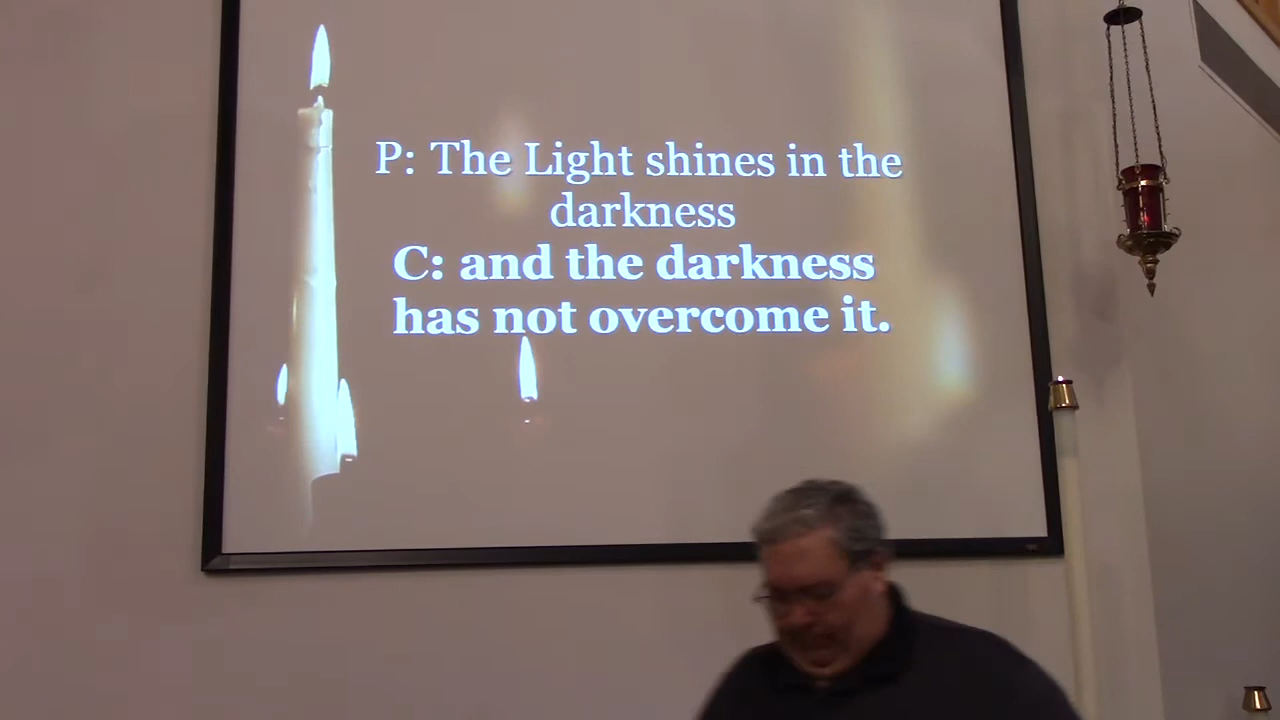 P: The Light shines in the
darkness
C: and the darkness
has not overcome it.